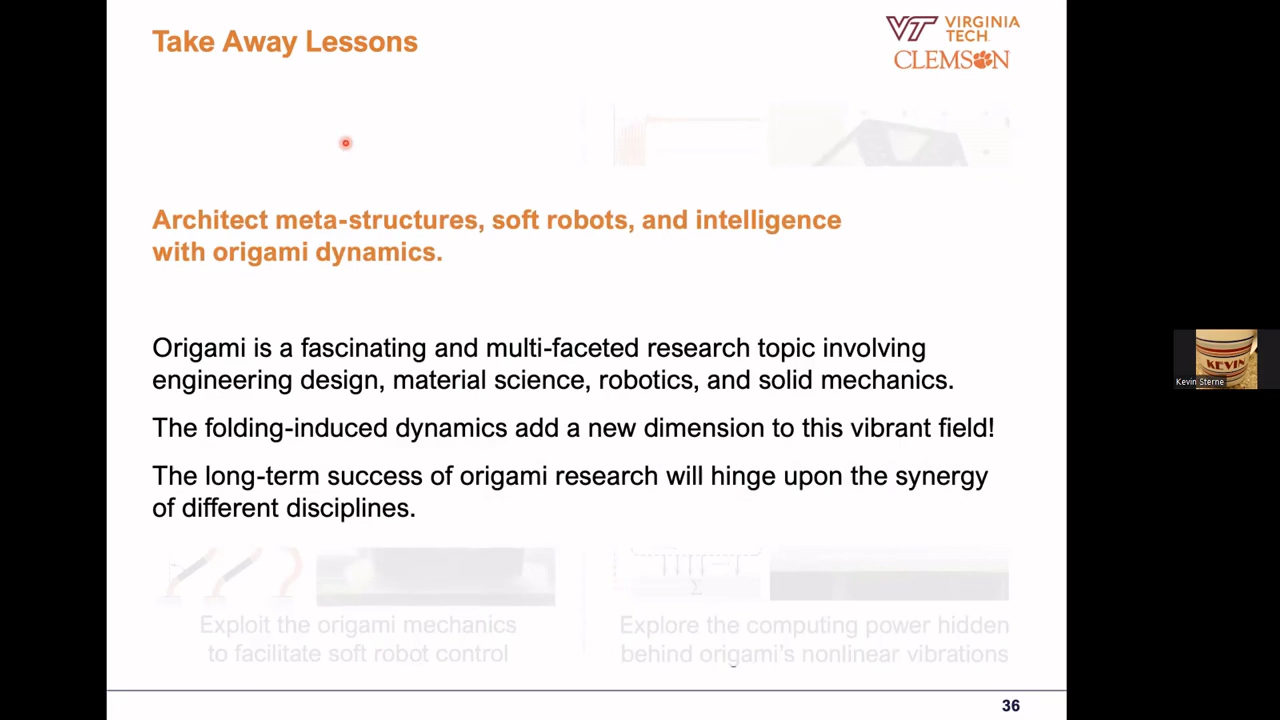 Take Away Lessons
VT VIRGINIA
TECH
CLEMSON
Architect meta-structures, soft robots, and intelligence
with origami dynamics.
Origami is a fascinating and multi-faceted research topic involving
engineering design, material science, robotics, and solid mechanics.
The folding-induced dynamics add a new dimension to this vibrant field!
The long-term success of origami research will hinge upon the synergy
of different disciplines.
Σ
Exploit the origami mechanics
to facilitate soft robot control
Explore the computing power hidden
behind origami's nonlinear vibrations
36
KEVIN
Kevin Sterne